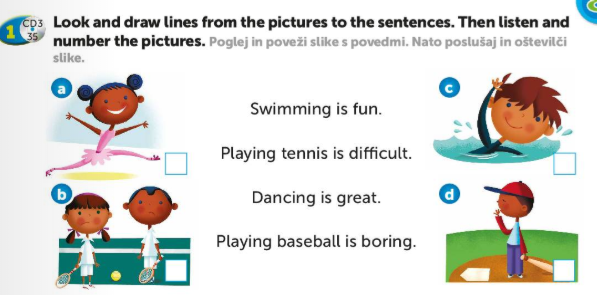 1 CD3 35
Look and draw lines from the pictures to the sentences. Then listen and
number the pictures. Poglej in poveži slike s povedmi. Nato poslušaj in oštevilči
slike.
a
c
Swimming is fun.
Playing tennis is difficult.
b
d
Dancing is great.
Playing baseball is boring.